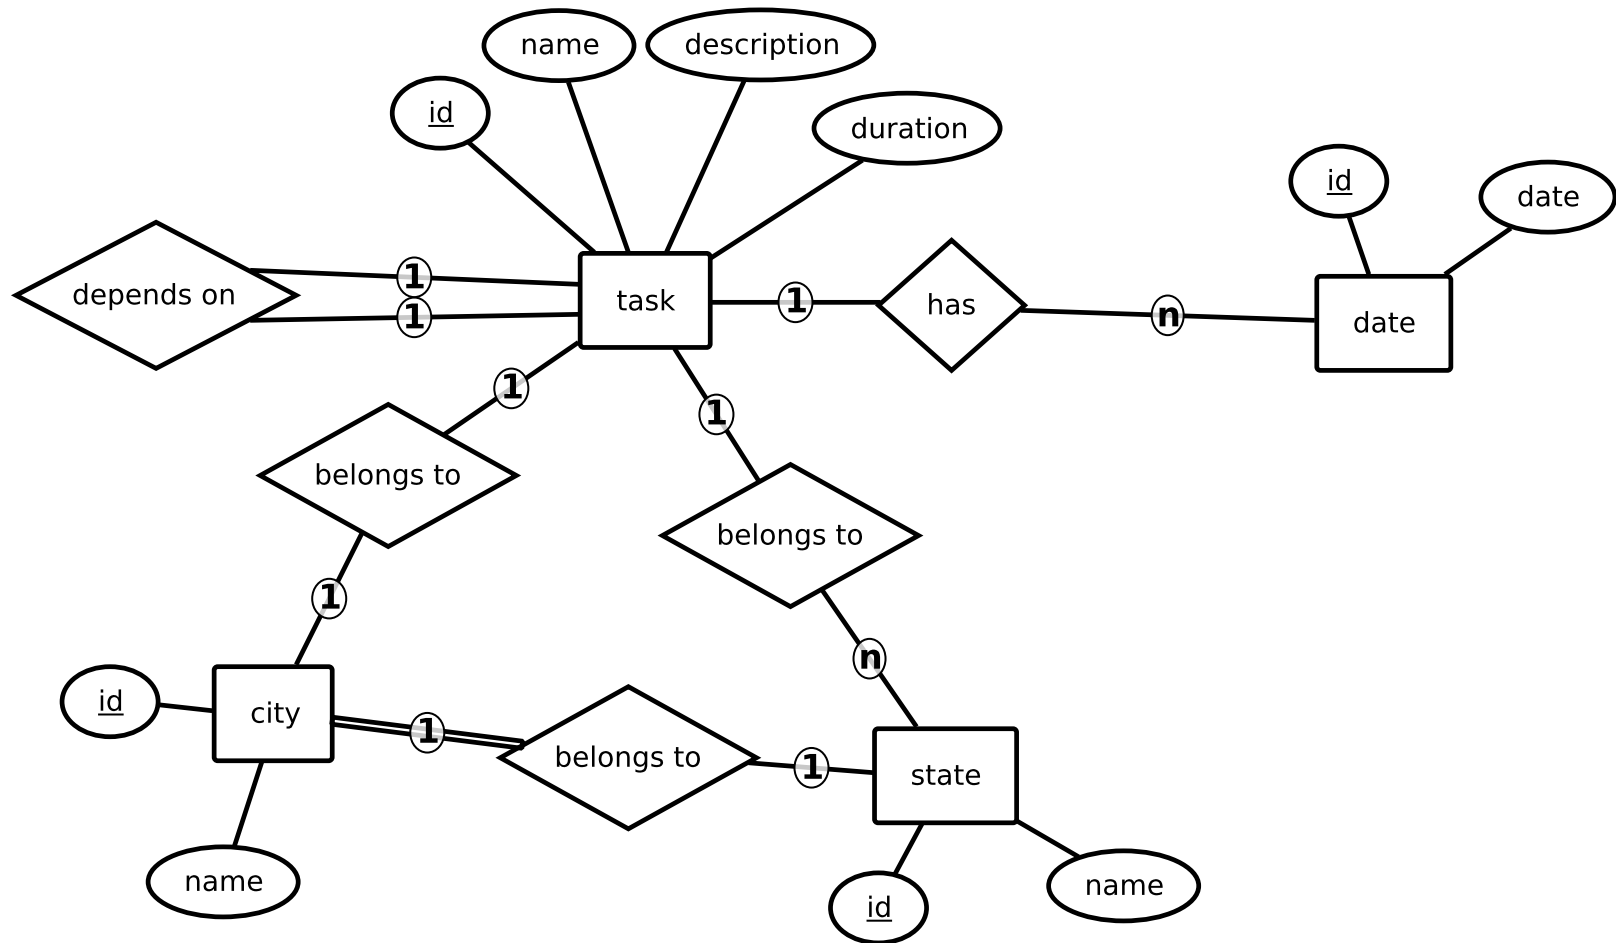 name
description
id
duration
id
date
depends on
1
1
task
1
has
n
date
1
1
belongs to
belongs to
1
n
id
city
1
belongs to
1
state
name
id
name